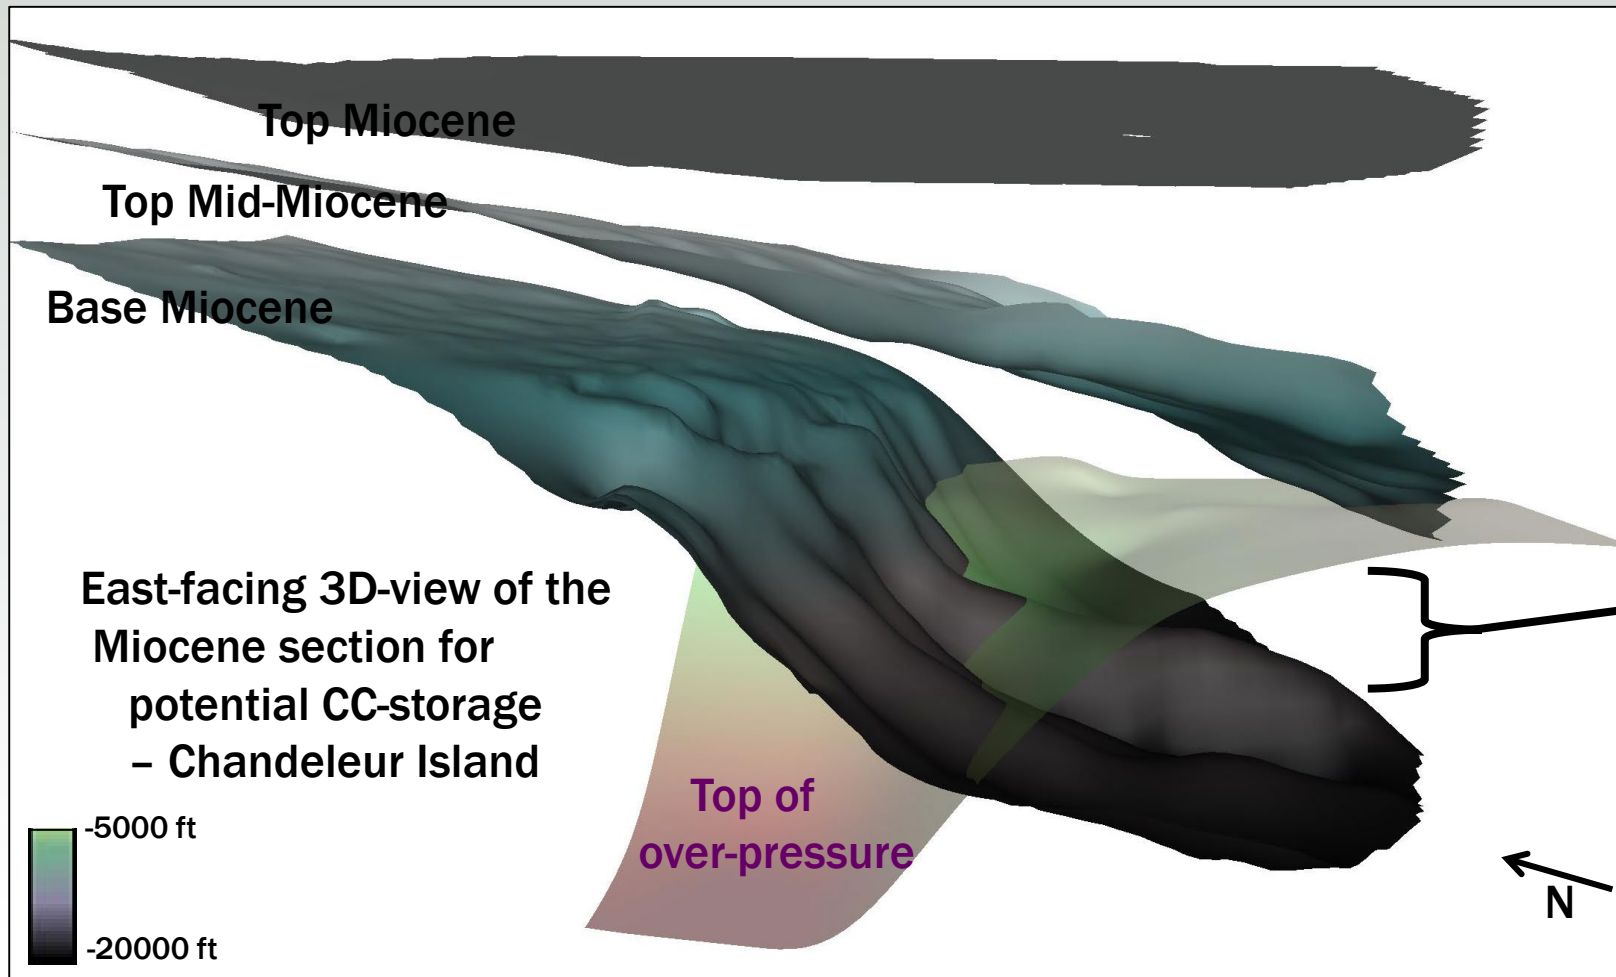 Top Miocene
Top Mid-Miocene
Base Miocene
East-facing 3D-view of the
Miocene section for
potential CC-storage
– Chandeleur Island
Top of
over-pressure
-5000 ft
-20000 ft
N